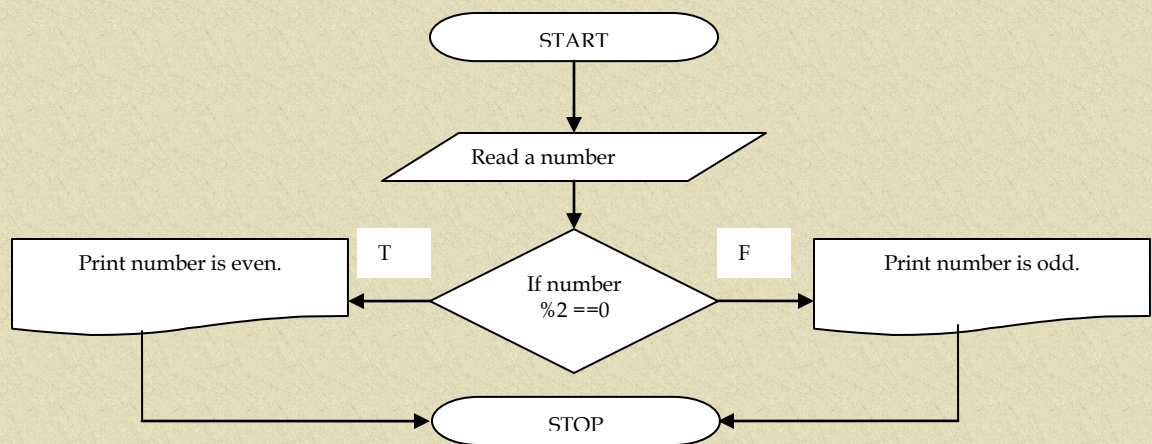 START
Read a number
Print number is even.
T
If number
%2 ==0
F
Print number is odd.
STOP